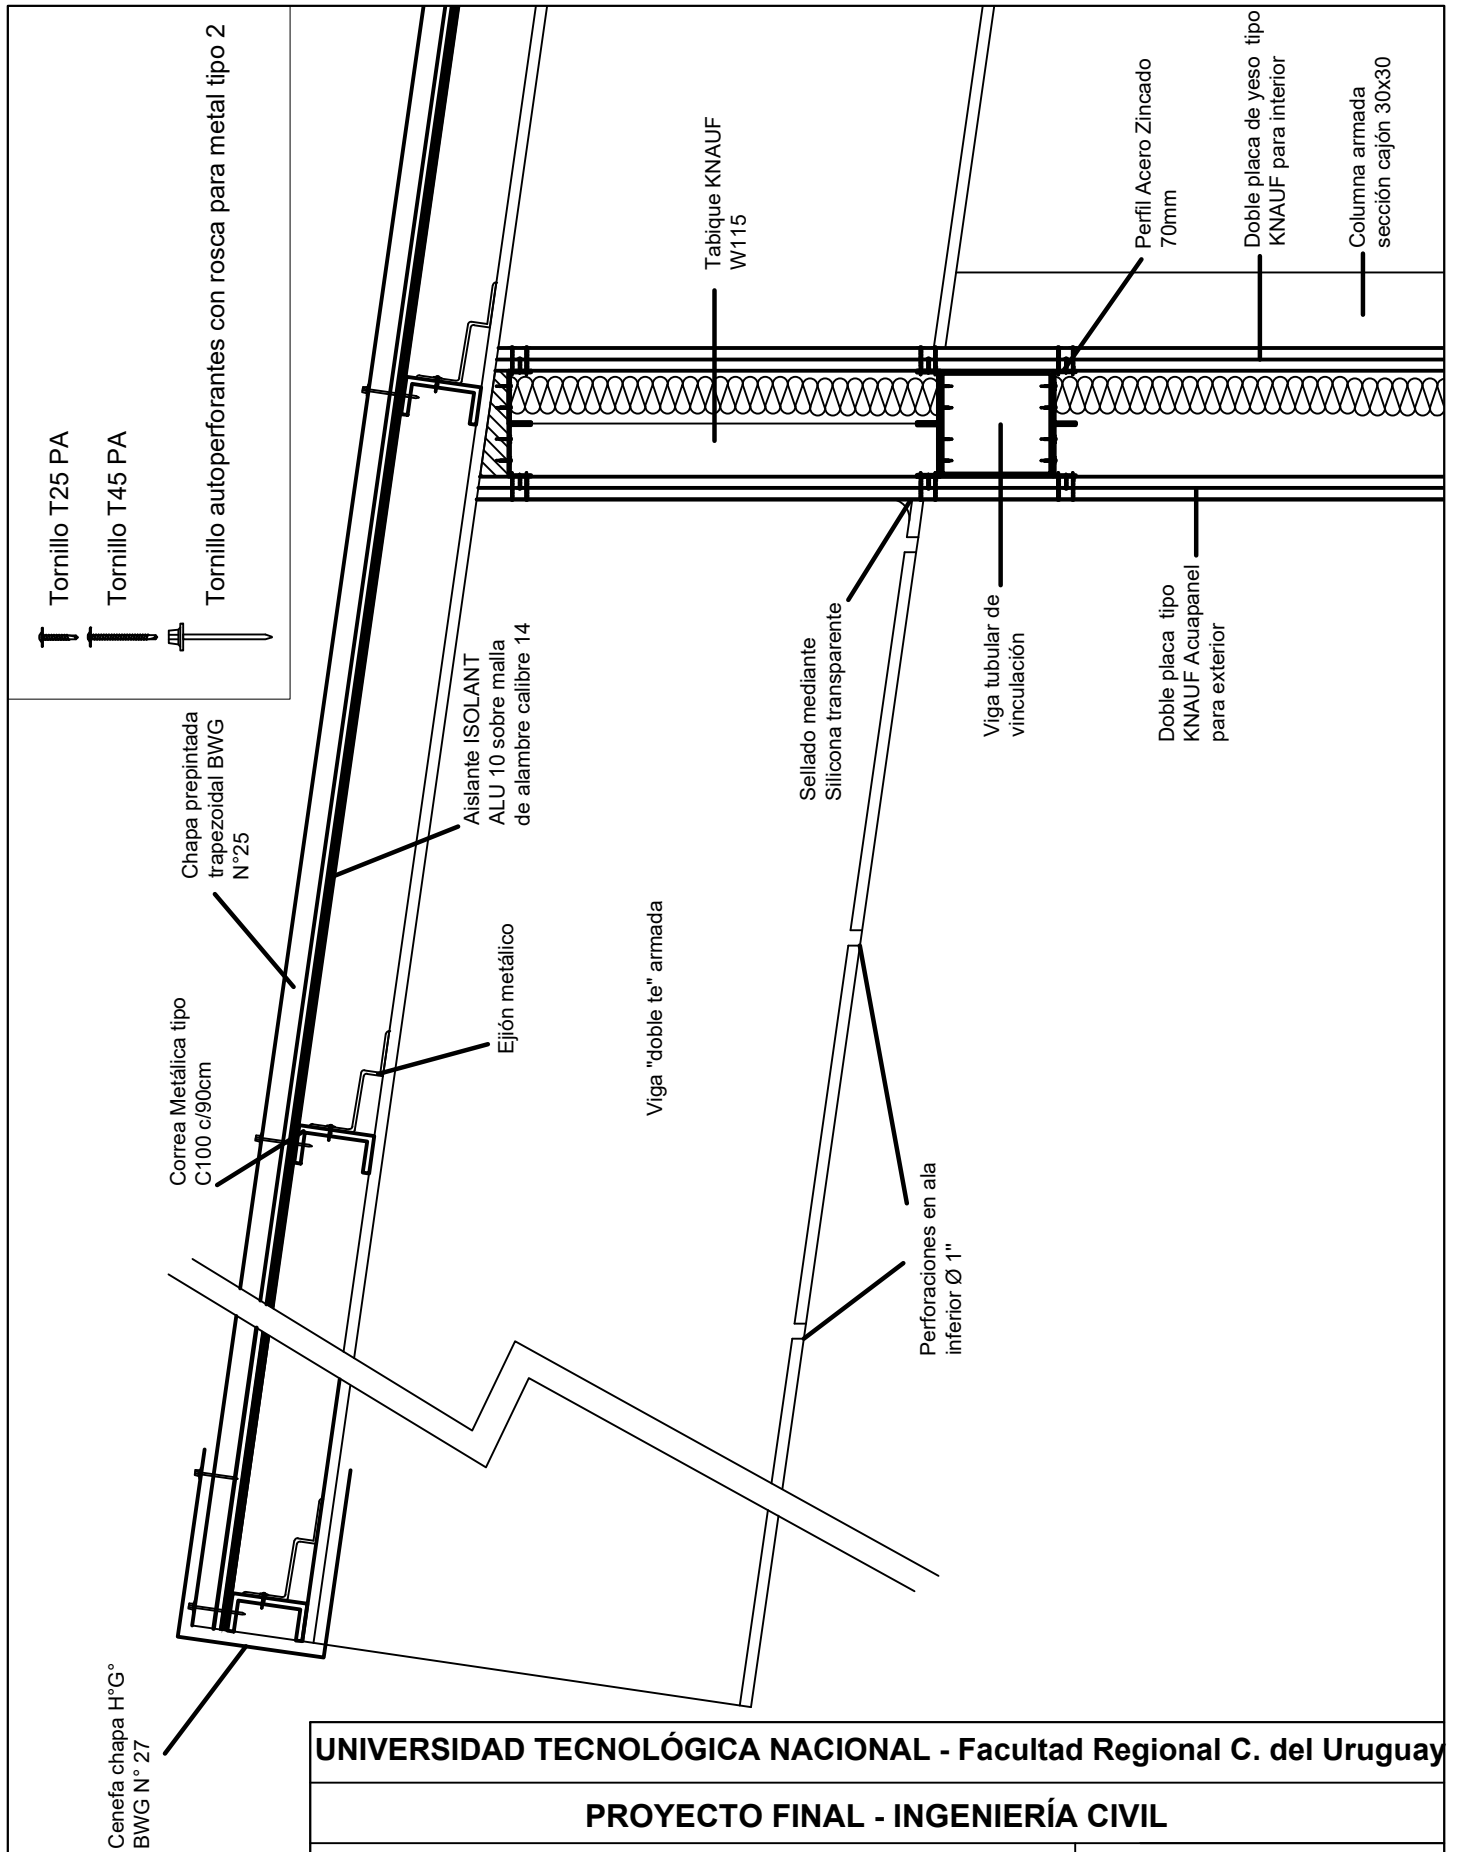 Tornillo T25 PA
Tornillo T45 PA
Tornillo autoperforantes con rosca para metal tipo 2
Cenefa chapa H°G°
BWG N° 27
Correa Metálica tipo
C100 c/90cm
Chapa prepintada
trapezoidal BWG
N°25
Aislante ISOLANT
ALU 10 sobre malla
de alambre calibre 14
Ejión metálico
Viga "doble te" armada
Tabique KNAUF
W115
Sellado mediante
Silicona transparente
Perforaciones en ala
inferior Ø 1"
Viga tubular de
vinculación
Perfil Acero Zincado
70mm
Doble placa tipo
KNAUF Acuapanel
para exterior
Doble placa de yeso tipo
KNAUF para interior
Columna armada
sección cajón 30x30
UNIVERSIDAD TECNOLÓGICA NACIONAL - Facultad Regional C. del Uruguay
PROYECTO FINAL - INGENIERÍA CIVIL